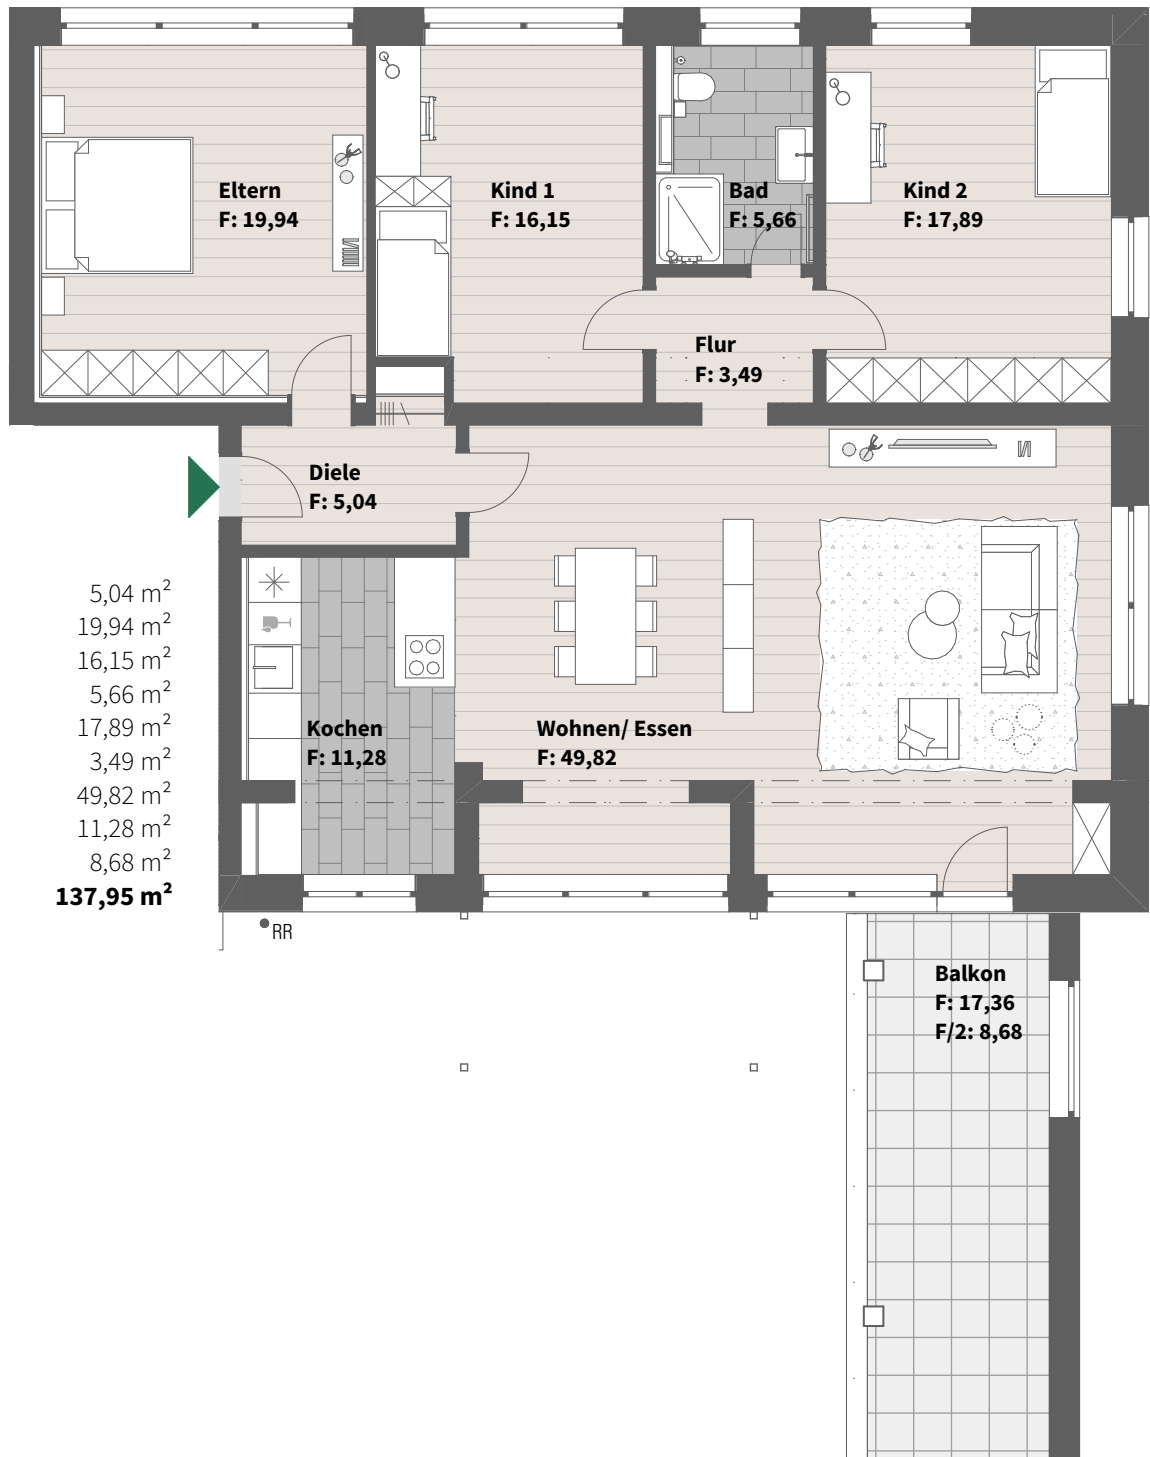 Eltern
F: 19,94
Kind 1
F: 16,15
Bad
F: 5,66
Kind 2
F: 17,89
Flur
F: 3,49
Diele
F: 5,04
5,04 m²
19,94 m²
16,15 m²
5,66 m²
17,89 m²
3,49 m²
49,82 m²
11,28 m²
8,68 m²
137,95 m²
Kochen
F: 11,28
Wohnen/ Essen
F: 49,82
RR
Balkon
F: 17,36
F/2: 8,68